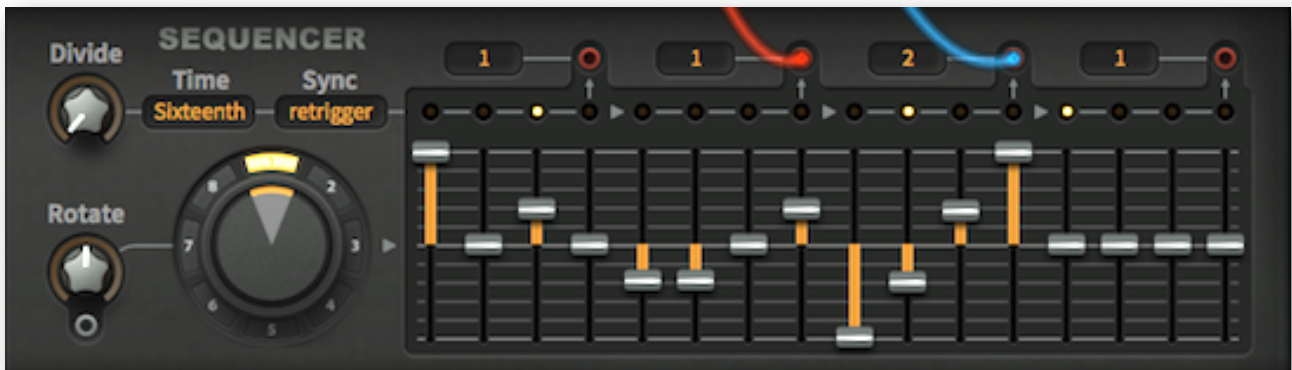 SEQUENCER
Divide
Time
Sync
Sixteenth
retrigger
1
1
2
1
Rotate
8
2
7
3
6
4
5